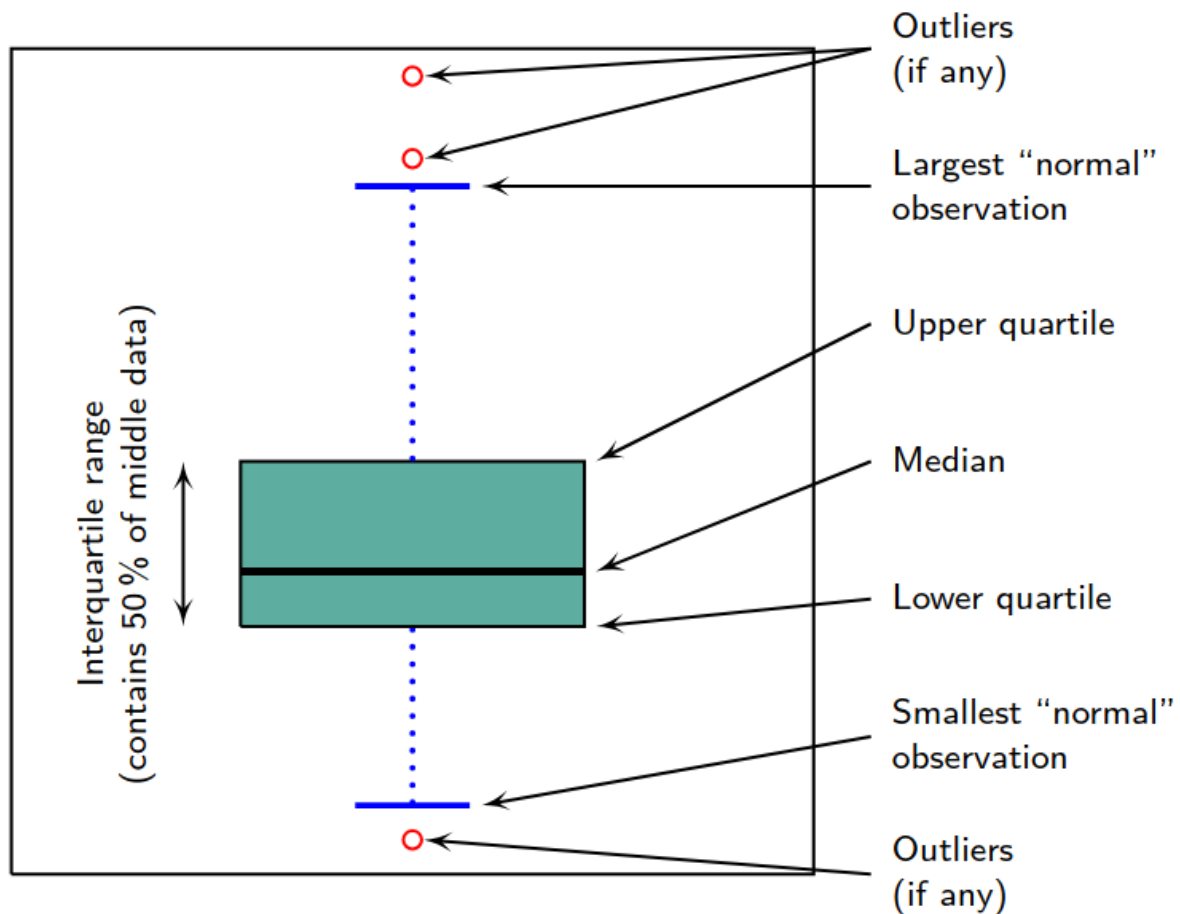 Outliers
(if any)
Largest “normal”
observation
Upper quartile
Median
Lower quartile
Smallest “normal”
observation
Outliers
(if any)
Interquartile range
(contains 50 % of middle data)